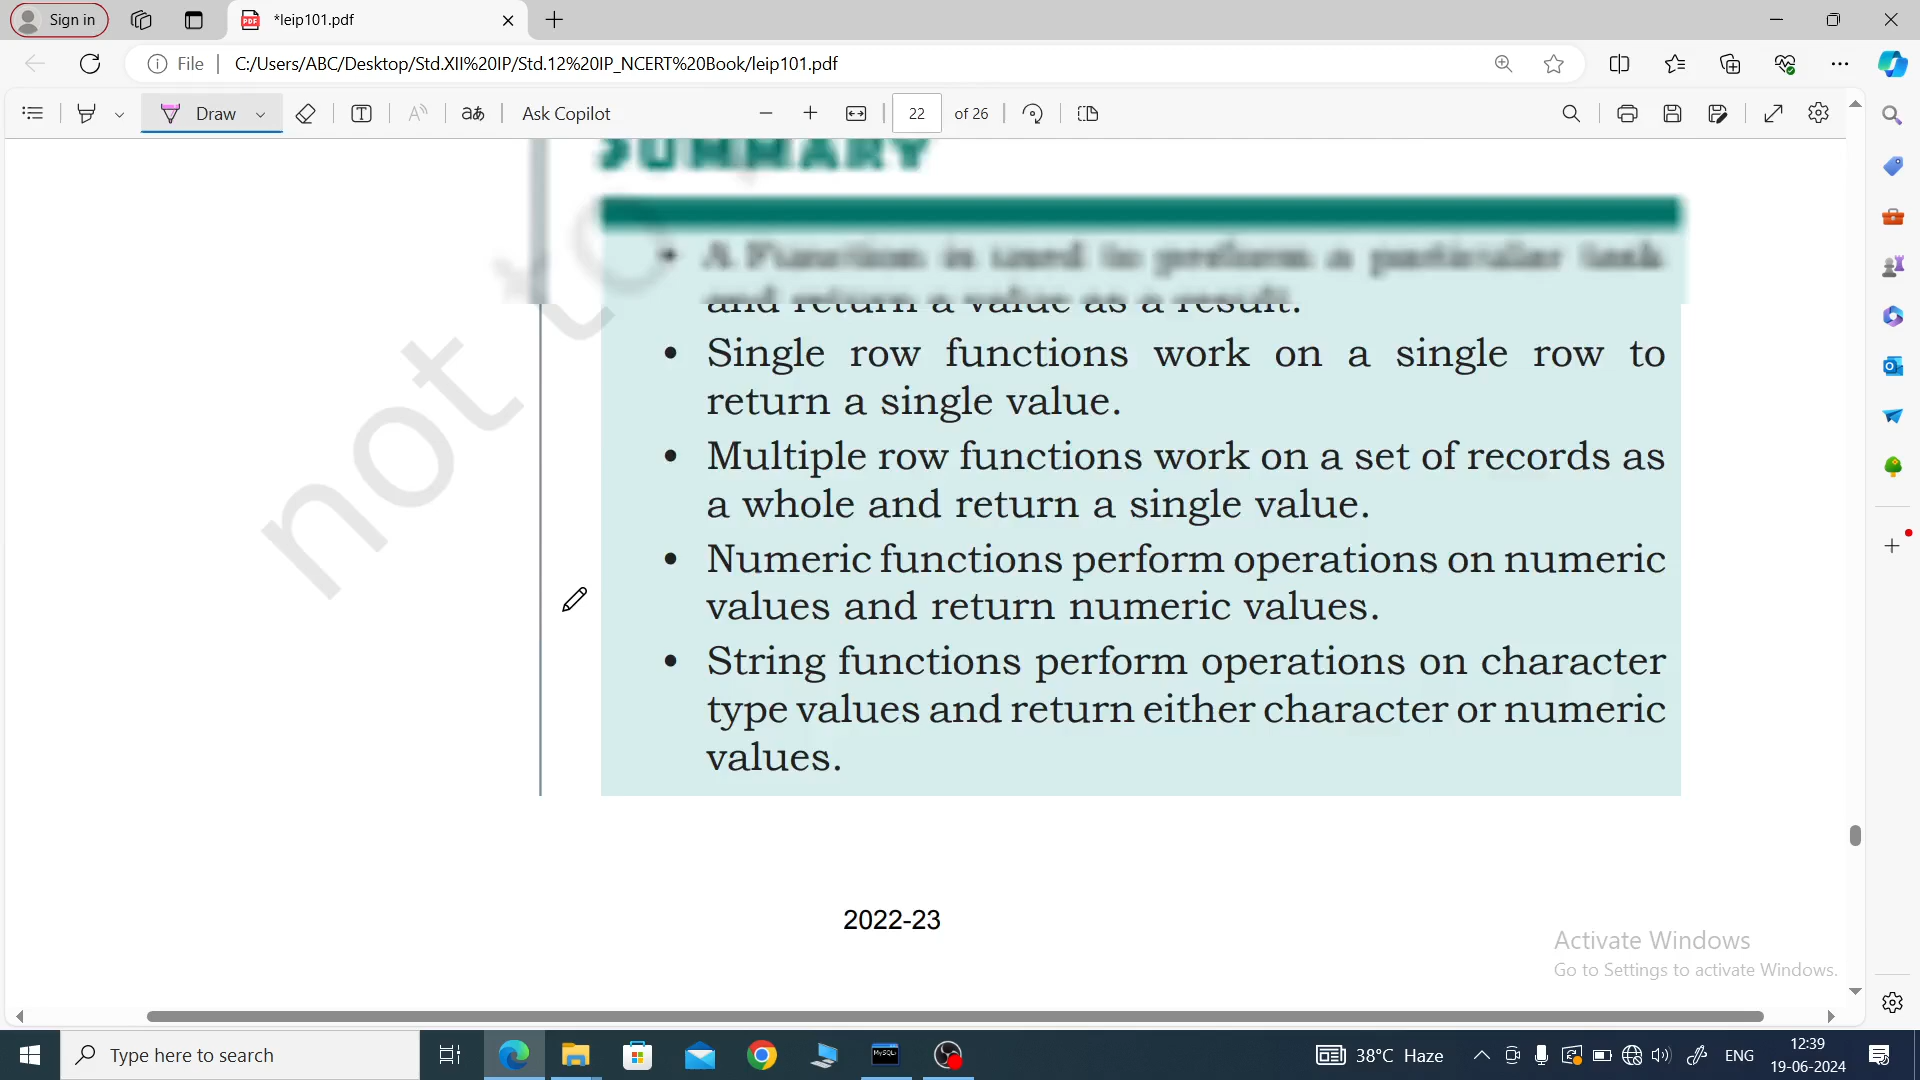 Sign in
*leip101.pdf
File
C:/Users/ABC/Desktop/Std.XII%20IP/Std.12%20IP_NCERT%20Book/leip101.pdf
Draw
T
A
aあ
Ask Copilot
22 of 26
SUMMARY
• A Function is used to perform a particular task
and return a value as a result.
• Single row functions work on a single row to
return a single value.
• Multiple row functions work on a set of records as
a whole and return a single value.
• Numeric functions perform operations on numeric
values and return numeric values.
• String functions perform operations on character
type values and return either character or numeric
values.
not to
2022-23
Activate Windows
Go to Settings to activate Windows.
Type here to search
38°C Haze
ENG
12:39
19-06-2024